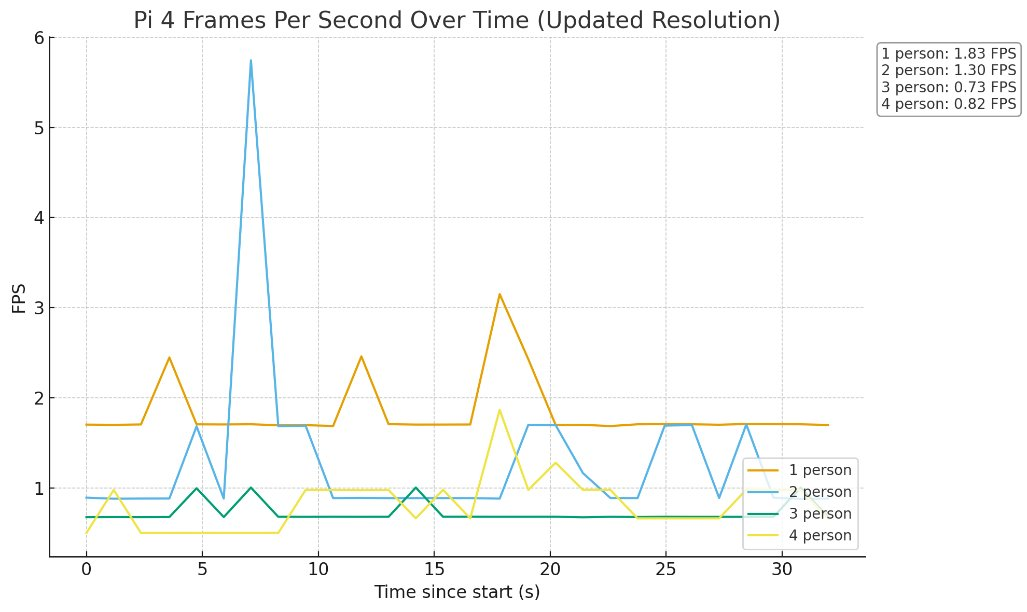 Pi 4 Frames Per Second Over Time (Updated Resolution)
1 person: 1.83 FPS
2 person: 1.30 FPS
3 person: 0.73 FPS
4 person: 0.82 FPS
FPS
6
5
4
3
2
1
1 person
2 person
3 person
4 person
0 5 10 15 20 25 30
Time since start (s)